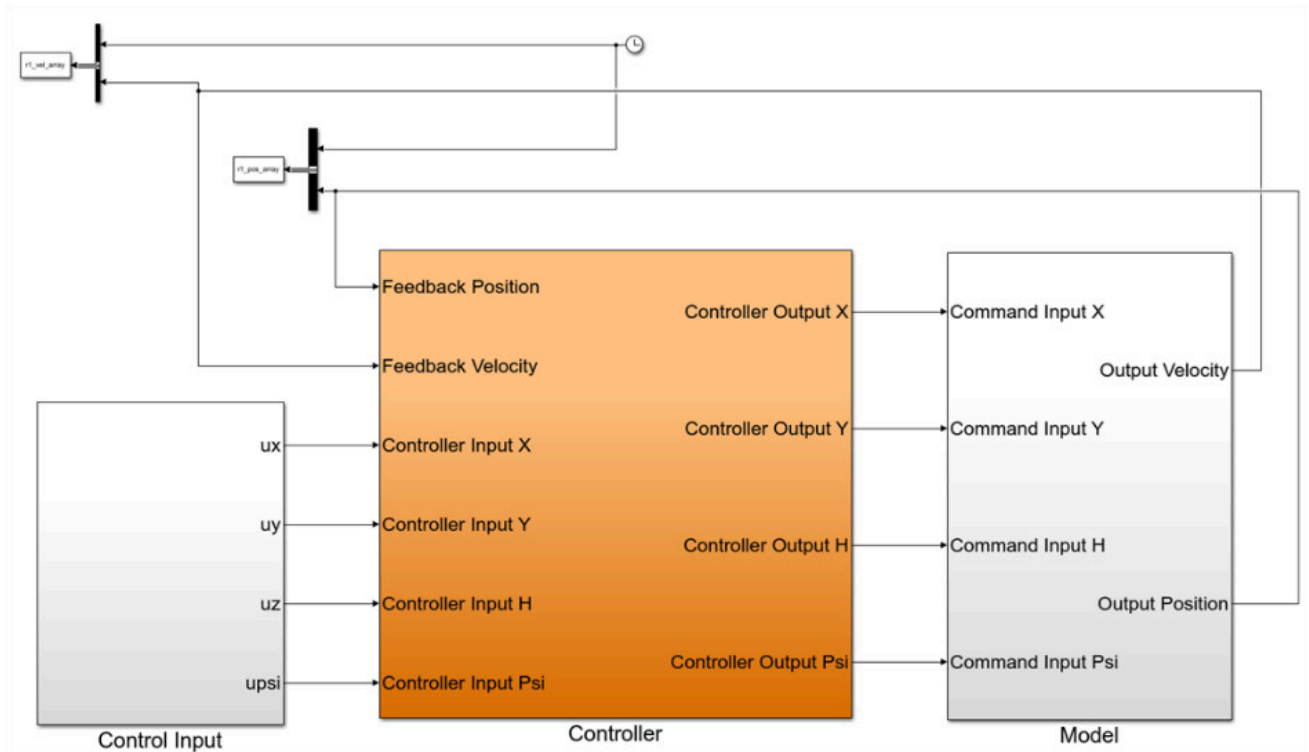 r1_vel_array
r1_pos_array
Feedback Position
Feedback Velocity
Controller Input X
Controller Input Y
Controller Input H
Controller Input Psi
Controller Output X
Controller Output Y
Controller Output H
Controller Output Psi
Controller
ux
uy
uz
upsi
Control Input
Command Input X
Command Input Y
Command Input H
Command Input Psi
Output Velocity
Output Position
Model